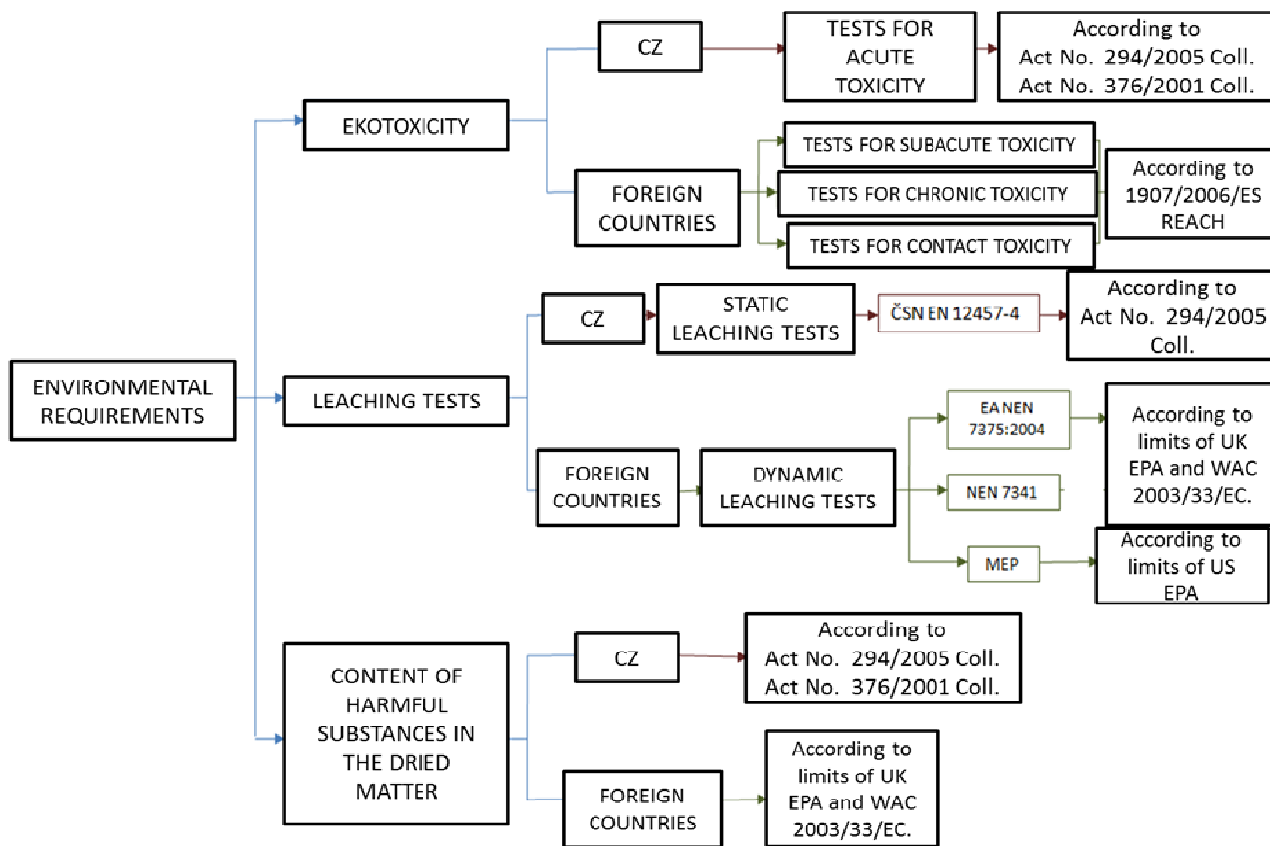 CZ
TESTS FOR
ACUTE
TOXICITY
According to
Act No. 294/2005 Coll.
Act No. 376/2001 Coll.
EKOTOXICITY
FOREIGN
COUNTRIES
TESTS FOR SUBACUTE TOXICITY
TESTS FOR CHRONIC TOXICITY
TESTS FOR CONTACT TOXICITY
According to
1907/2006/ES
REACH
ENVIRONMENTAL
REQUIREMENTS
LEACHING TESTS
CZ
STATIC
LEACHING TESTS
ČSN EN 12457-4
According to
Act No. 294/2005
Coll.
FOREIGN
COUNTRIES
DYNAMIC
LEACHING TESTS
EA NEN
7375:2004
NEN 7341
MEP
According to
limits of UK
EPA and WAC
2003/33/EC.
According to
limits of US
EPA
CONTENT OF
HARMFUL
SUBSTANCES IN
THE DRIED
MATTER
CZ
According to
Act No. 294/2005 Coll.
Act No. 376/2001 Coll.
FOREIGN
COUNTRIES
According to
limits of UK
EPA and WAC
2003/33/EC.